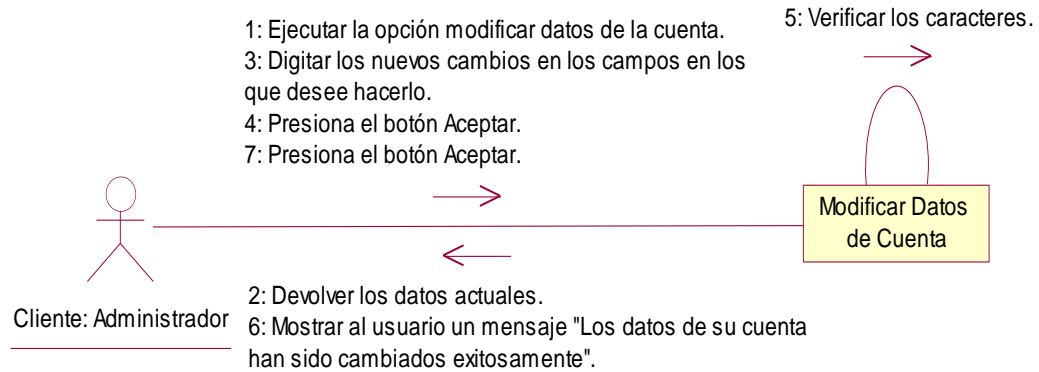 5: Verificar los caracteres.
1: Ejecutar la opción modificar datos de la cuenta.
3: Digitar los nuevos cambios en los campos en los
que desee hacerlo.
4: Presiona el botón Aceptar.
7: Presiona el botón Aceptar.
Modificar Datos
de Cuenta
Cliente: Administrador
2: Devolver los datos actuales.
6: Mostrar al usuario un mensaje "Los datos de su cuenta
han sido cambiados exitosamente".